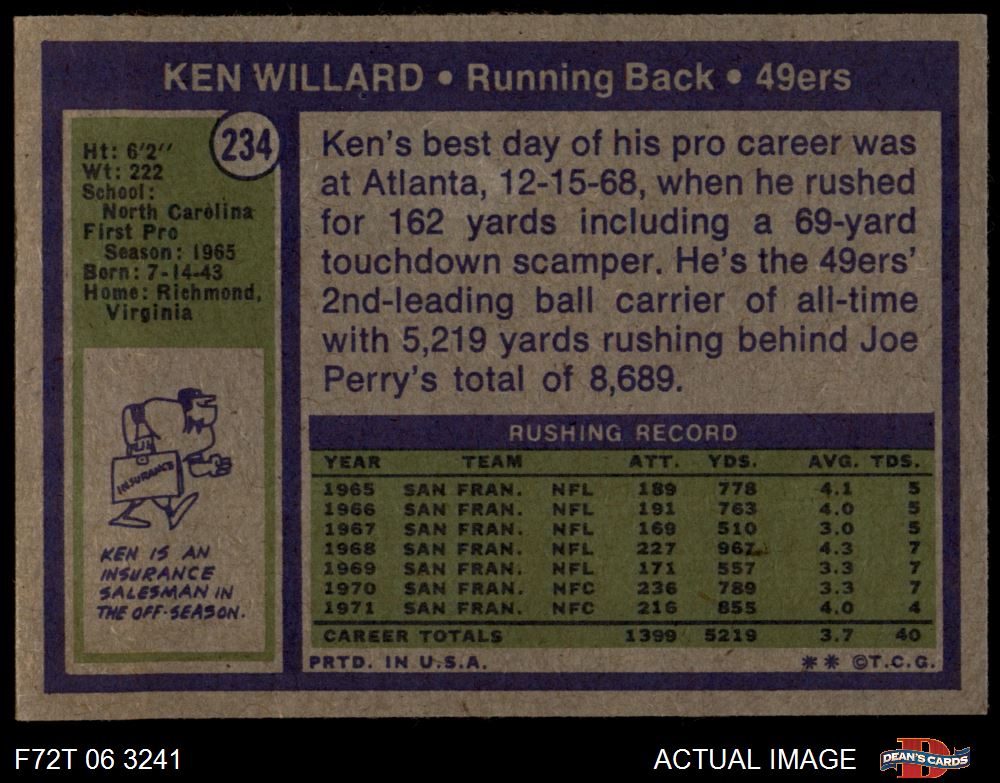 KEN WILLARD • Running Back • 49ers
234
Ht: 6'2"
Wt: 222
School:
North Carolina
First Pro
Season: 1965
Born: 7-14-43
Home: Richmond,
Virginia
INSURANCE
KEN IS AN
INSURANCE
SALESMAN IN
THE OFF-SEASON.
Ken's best day of his pro career was
at Atlanta, 12-15-68, when he rushed
for 162 yards including a 69-yard
touchdown scamper. He's the 49ers'
2nd-leading ball carrier of all-time
with 5,219 yards rushing behind Joe
Perry's total of 8,689.
RUSHING RECORD
YEAR TEAM ATT. YDS. AVG. TDS.
1965 SAN FRAN. NFL 189 778 4.1 5
1966 SAN FRAN. NFL 191 763 4.0 5
1967 SAN FRAN. NFL 169 510 3.0 5
1968 SAN FRAN. NFL 227 967 4.3 7
1969 SAN FRAN. NFL 171 557 3.3 7
1970 SAN FRAN. NFC 236 789 3.3 7
1971 SAN FRAN. NFC 216 855 4.0 4
CAREER TOTALS 1399 5219 3.7 40
PRTD. IN U.S.A. ** ©T.C.G.
F72T 06 3241 ACTUAL IMAGE DEAN'S CARDS